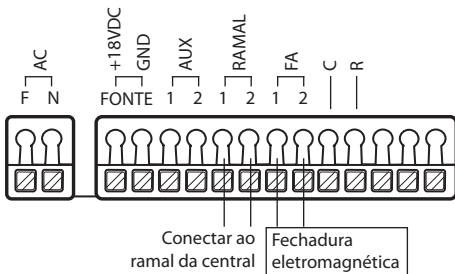 AC
F N
+18VDC GND
FONTE
AUX
1 2
RAMAL
1 2
FA
1 2
C
R
Conectar ao
ramal da central
Fechadura
eletromagnética